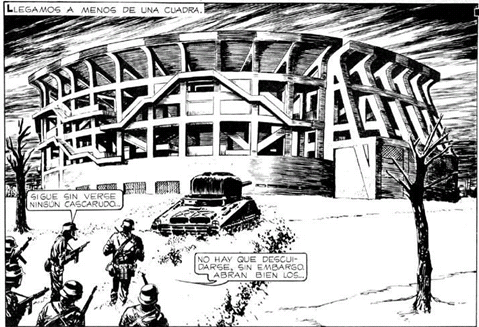 LLEGAMOS A MENOS DE UNA CUADRA.
SIGUE SIN VERSE
NINGÚN CASCARUDO...
NO HAY QUE DESCUI-
DARSE, SIN EMBARGO.
ABRAN BIEN LOS...